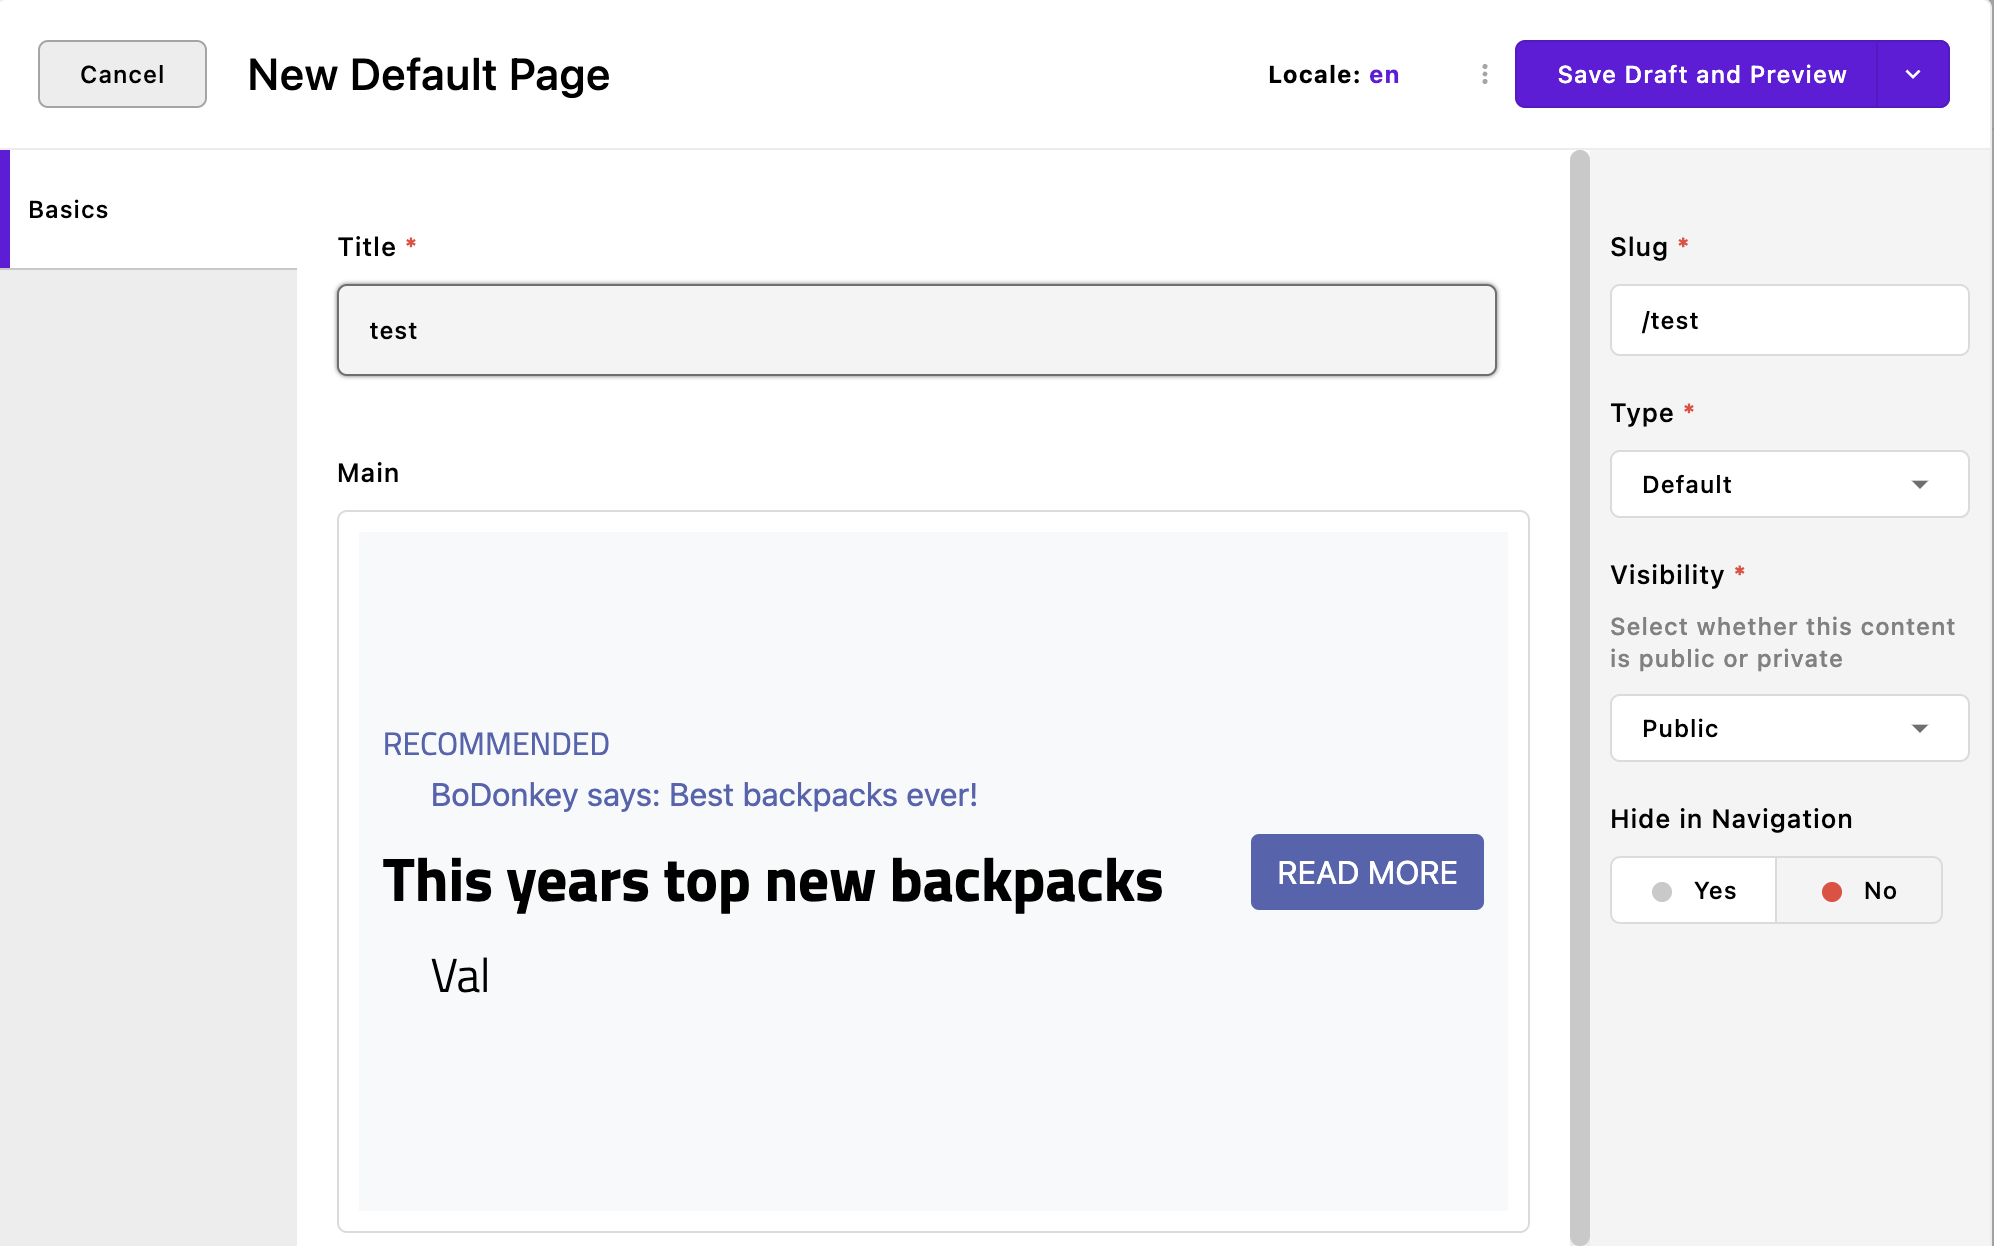 Cancel
New Default Page
Locale: en
Save Draft and Preview
Basics
Title *
test
Main
RECOMMENDED
BoDonkey says: Best backpacks ever!
This years top new backpacks
Val
READ MORE
Slug *
/test
Type *
Default
Visibility *
Select whether this content
is public or private
Public
Hide in Navigation
Yes
No